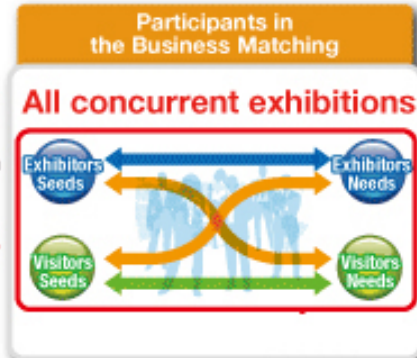 Participants in
the Business Matching
All concurrent exhibitions
Exhibitors
Seeds
Exhibitors
Needs
Visitors
Seeds
Visitors
Needs